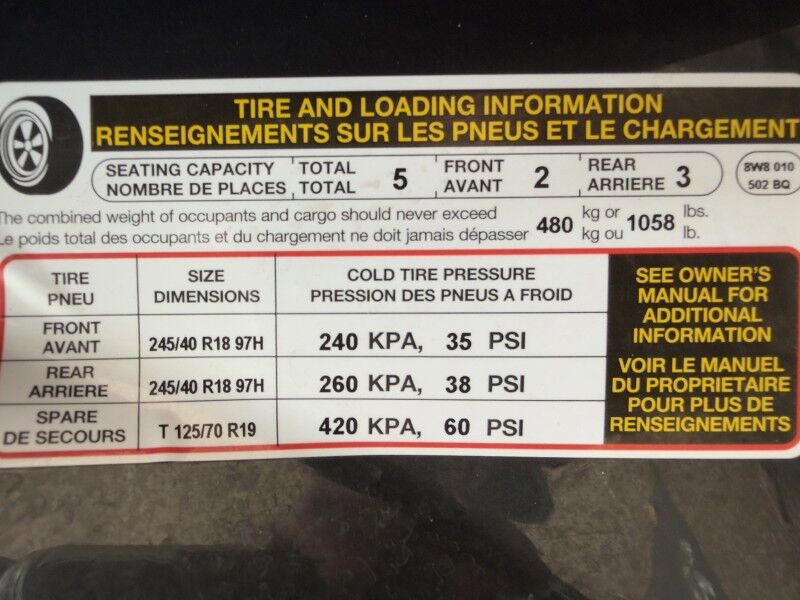 TIRE AND LOADING INFORMATION
RENSEIGNEMENTS SUR LES PNEUS ET LE CHARGEMENT
SEATING CAPACITY TOTAL 5 FRONT 2 REAR 3
NOMBRE DE PLACES TOTAL AVANT ARRIERE
8W8 010
502 BQ
The combined weight of occupants and cargo should never exceed 480 kg or 1058 lbs.
Le poids total des occupants et du chargement ne doit jamais dépasser kg ou lb.
TIRE SIZE COLD TIRE PRESSURE
PNEU DIMENSIONS PRESSION DES PNEUS A FROID
FRONT
AVANT 245/40 R18 97H 240 KPA, 35 PSI
REAR
ARRIERE 245/40 R18 97H 260 KPA, 38 PSI
SPARE
DE SECOURS T 125/70 R19 420 KPA, 60 PSI
SEE OWNER'S
MANUAL FOR
ADDITIONAL
INFORMATION
VOIR LE MANUEL
DU PROPRIETAIRE
POUR PLUS DE
RENSEIGNEMENTS